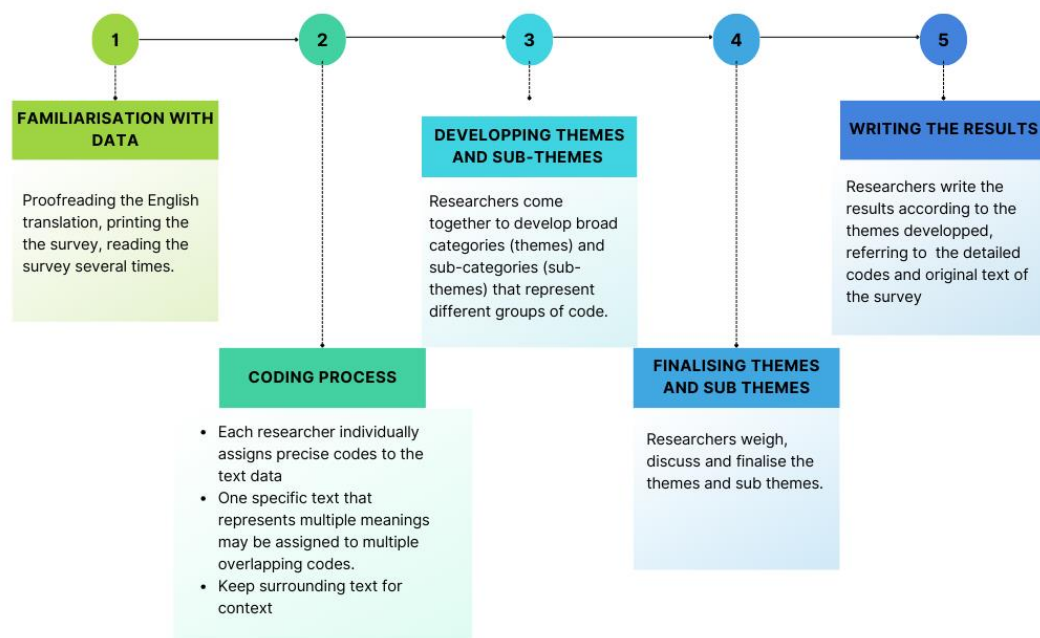 1
2
3
4
5
FAMILIARISATION WITH
DATA
Proofreading the English
translation, printing the
the survey, reading the
survey several times.
CODING PROCESS
• Each researcher individually
assigns precise codes to the
text data
• One specific text that
represents multiple meanings
may be assigned to multiple
overlapping codes.
• Keep surrounding text for
context
DEVELOPPING THEMES
AND SUB-THEMES
Researchers come
together to develop broad
categories (themes) and
sub-categories (sub-
themes) that represent
different groups of code.
FINALISING THEMES
AND SUB THEMES
Researchers weigh,
discuss and finalise the
themes and sub themes.
WRITING THE RESULTS
Researchers write the
results according to the
themes developped,
referring to  the detailed
codes and original text of
the survey